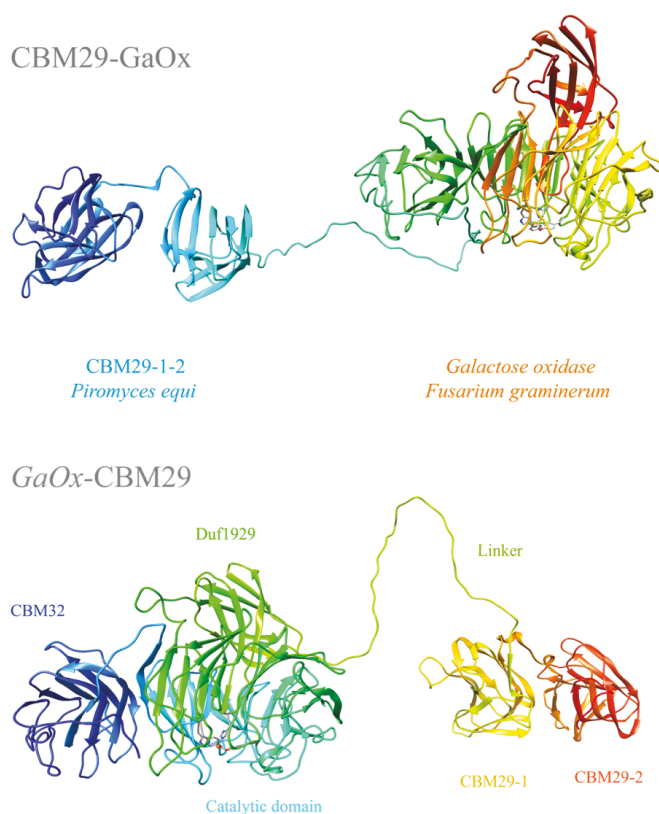 CBM29-GaOx
CBM29-1-2
Piromyces equi
Galactose oxidase
Fusarium graminerum
GaOx-CBM29
Duf1929
Linker
CBM32
CBM29-1
CBM29-2
Catalytic domain